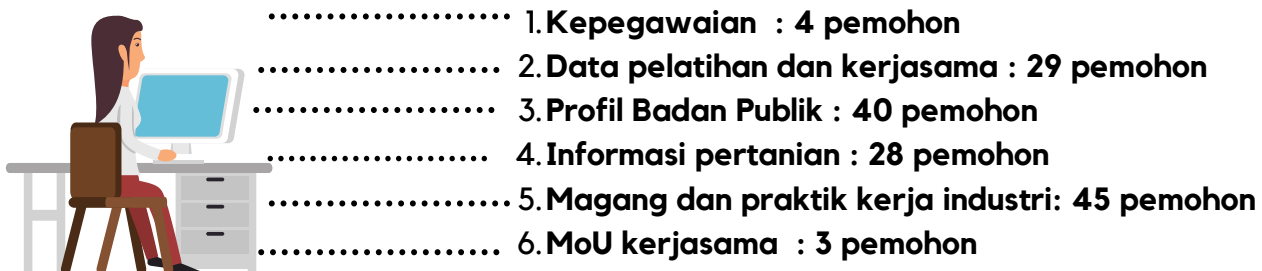 1. Kepegawaian : 4 pemohon
2. Data pelatihan dan kerjasama : 29 pemohon
3. Profil Badan Publik : 40 pemohon
4. Informasi pertanian : 28 pemohon
5. Magang dan praktik kerja industri: 45 pemohon
6. MoU kerjasama : 3 pemohon